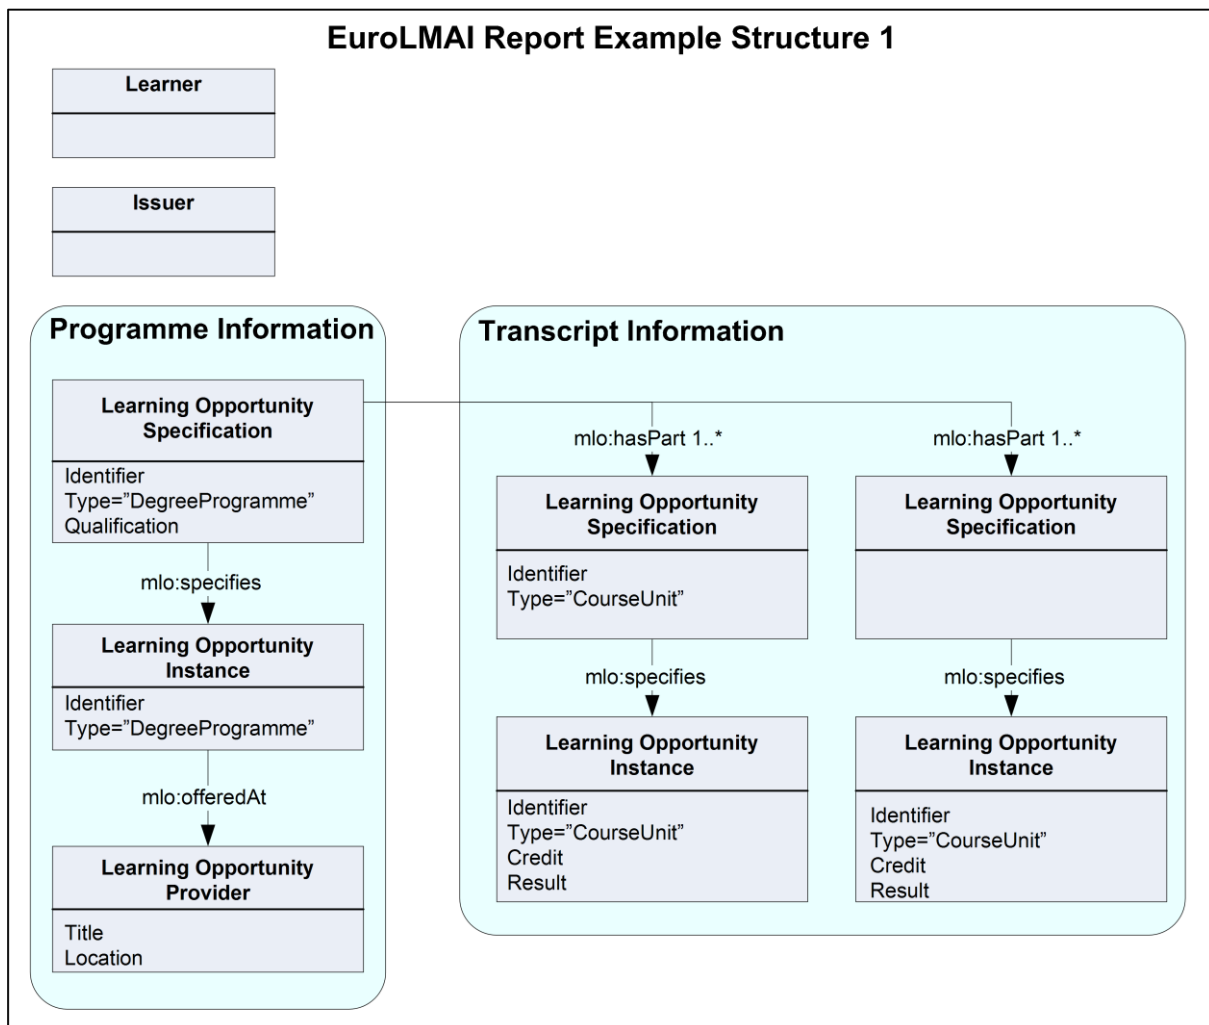 EuroLMAI Report Example Structure 1
Learner
Issuer
Programme Information
Learning Opportunity
Specification
Identifier
Type=”DegreeProgramme”
Qualification
mlo:specifies
Learning Opportunity
Instance
Identifier
Type=”DegreeProgramme”
mlo:offeredAt
Learning Opportunity
Provider
Title
Location
Transcript Information
mlo:hasPart 1..*
Learning Opportunity
Specification
Identifier
Type=”CourseUnit”
mlo:specifies
Learning Opportunity
Instance
Identifier
Type=”CourseUnit”
Credit
Result
mlo:hasPart 1..*
Learning Opportunity
Specification
mlo:specifies
Learning Opportunity
Instance
Identifier
Type=”CourseUnit”
Credit
Result